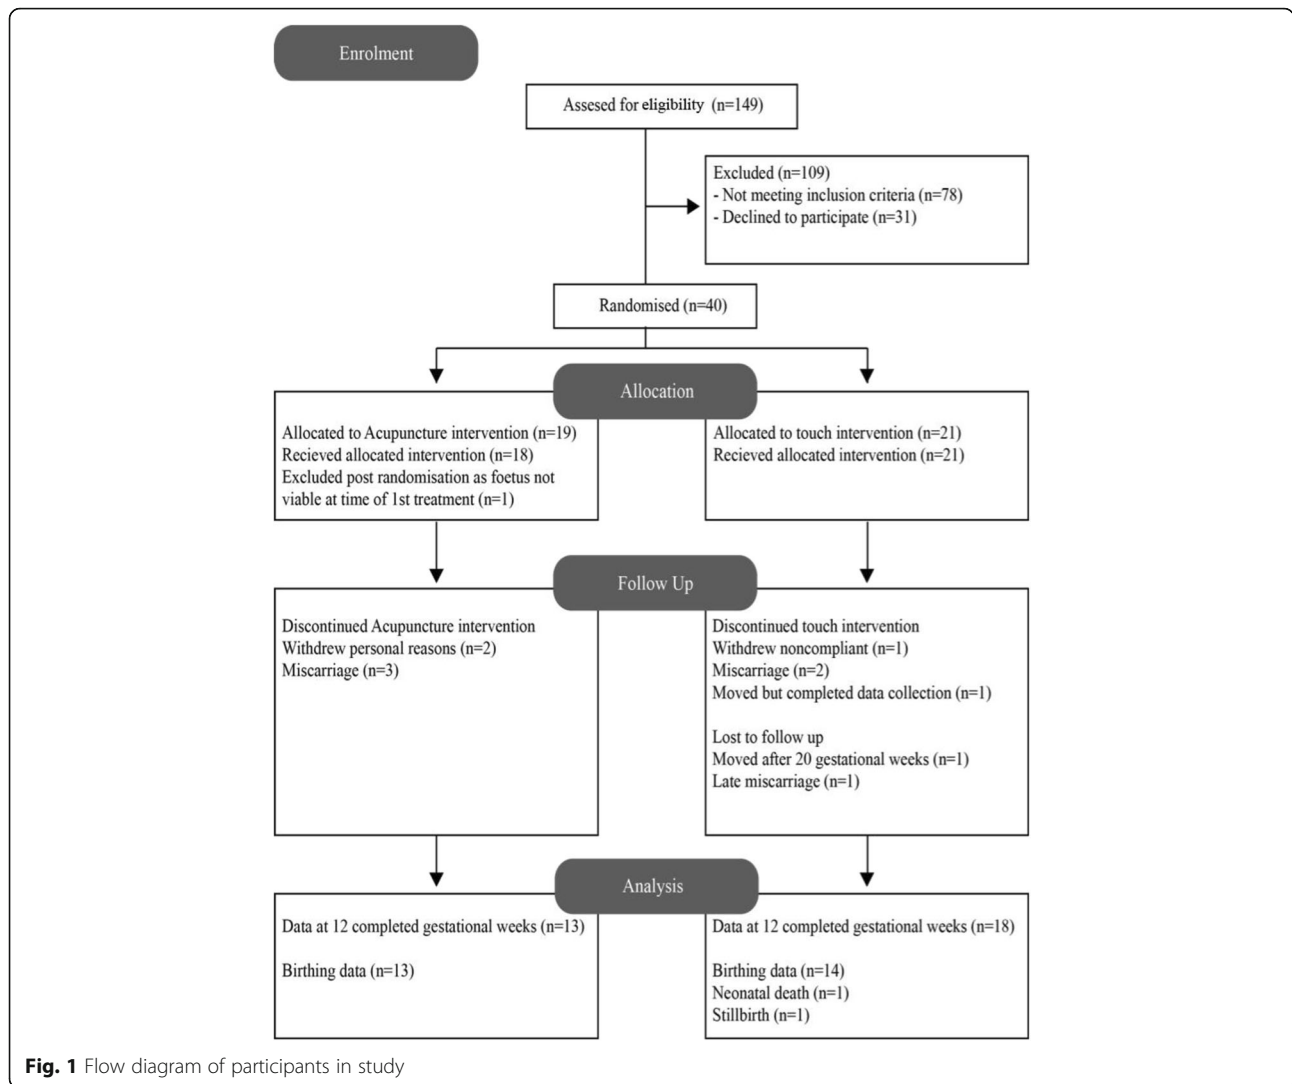 Enrolment
Assesed for eligibility (n=149)
Excluded (n=109)
- Not meeting inclusion criteria (n=78)
- Declined to participate (n=31)
Randomised (n=40)
Allocation
Allocated to Acupuncture intervention (n=19)
Recieved allocated intervention (n=18)
Excluded post randomisation as foetus not
viable at time of 1st treatment (n=1)
Allocated to touch intervention (n=21)
Recieved allocated intervention (n=21)
Follow Up
Discontinued Acupuncture intervention
Withdrew personal reasons (n=2)
Miscarriage (n=3)
Discontinued touch intervention
Withdrew noncompliant (n=1)
Miscarriage (n=2)
Moved but completed data collection (n=1)
Lost to follow up
Moved after 20 gestational weeks (n=1)
Late miscarriage (n=1)
Analysis
Data at 12 completed gestational weeks (n=13)
Birthing data (n=13)
Data at 12 completed gestational weeks (n=18)
Birthing data (n=14)
Neonatal death (n=1)
Stillbirth (n=1)
Fig. 1 Flow diagram of participants in study